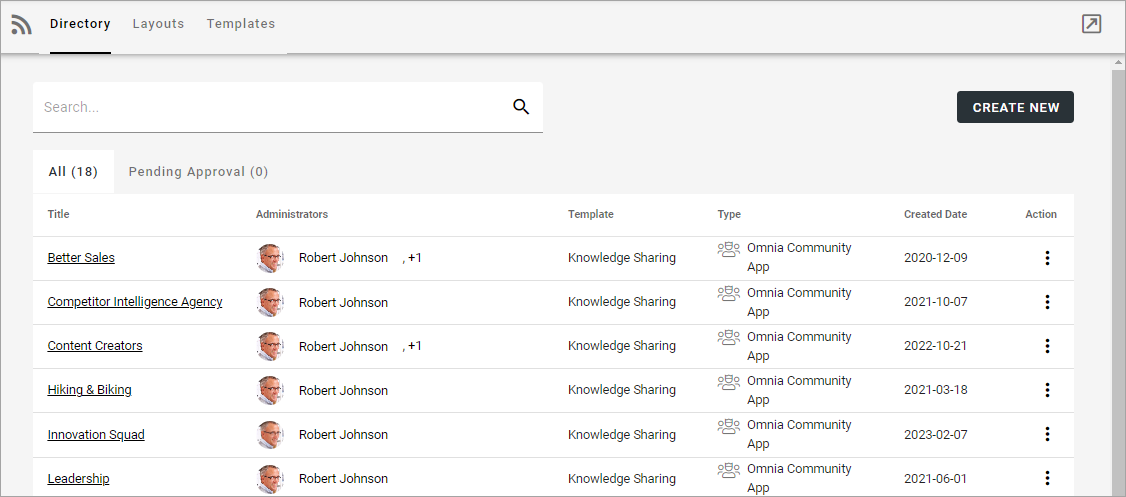 Directory Layouts Templates
Search...
CREATE NEW
All (18) Pending Approval (0)
Title Administrators Template Type Created Date Action
Better Sales Robert Johnson , +1 Knowledge Sharing Omnia Community App 2020-12-09
Competitor Intelligence Agency Robert Johnson Knowledge Sharing Omnia Community App 2021-10-07
Content Creators Robert Johnson , +1 Knowledge Sharing Omnia Community App 2022-10-21
Hiking & Biking Robert Johnson Knowledge Sharing Omnia Community App 2021-03-18
Innovation Squad Robert Johnson Knowledge Sharing Omnia Community App 2023-02-07
Leadership Robert Johnson Knowledge Sharing Omnia Community App 2021-06-01